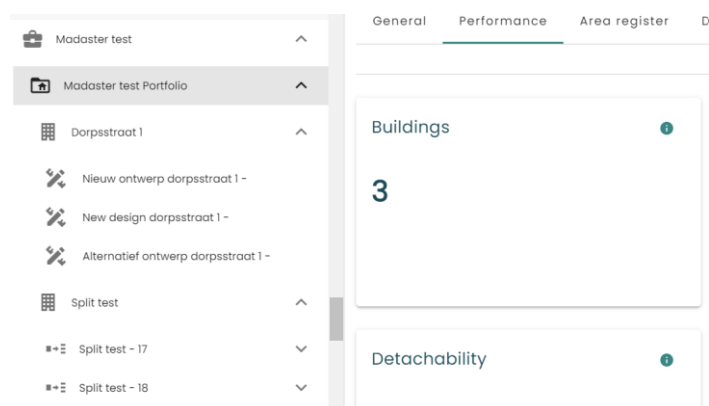 Madaster test
Madaster test Portfolio
Dorpsstraat 1
Nieuw ontwerp dorpsstraat 1 -
New design dorpsstraat 1 -
Alternatief ontwerp dorpsstraat 1 -
Split test
Split test - 17
Split test - 18
General Performance Area register D
Buildings
3
Detachability